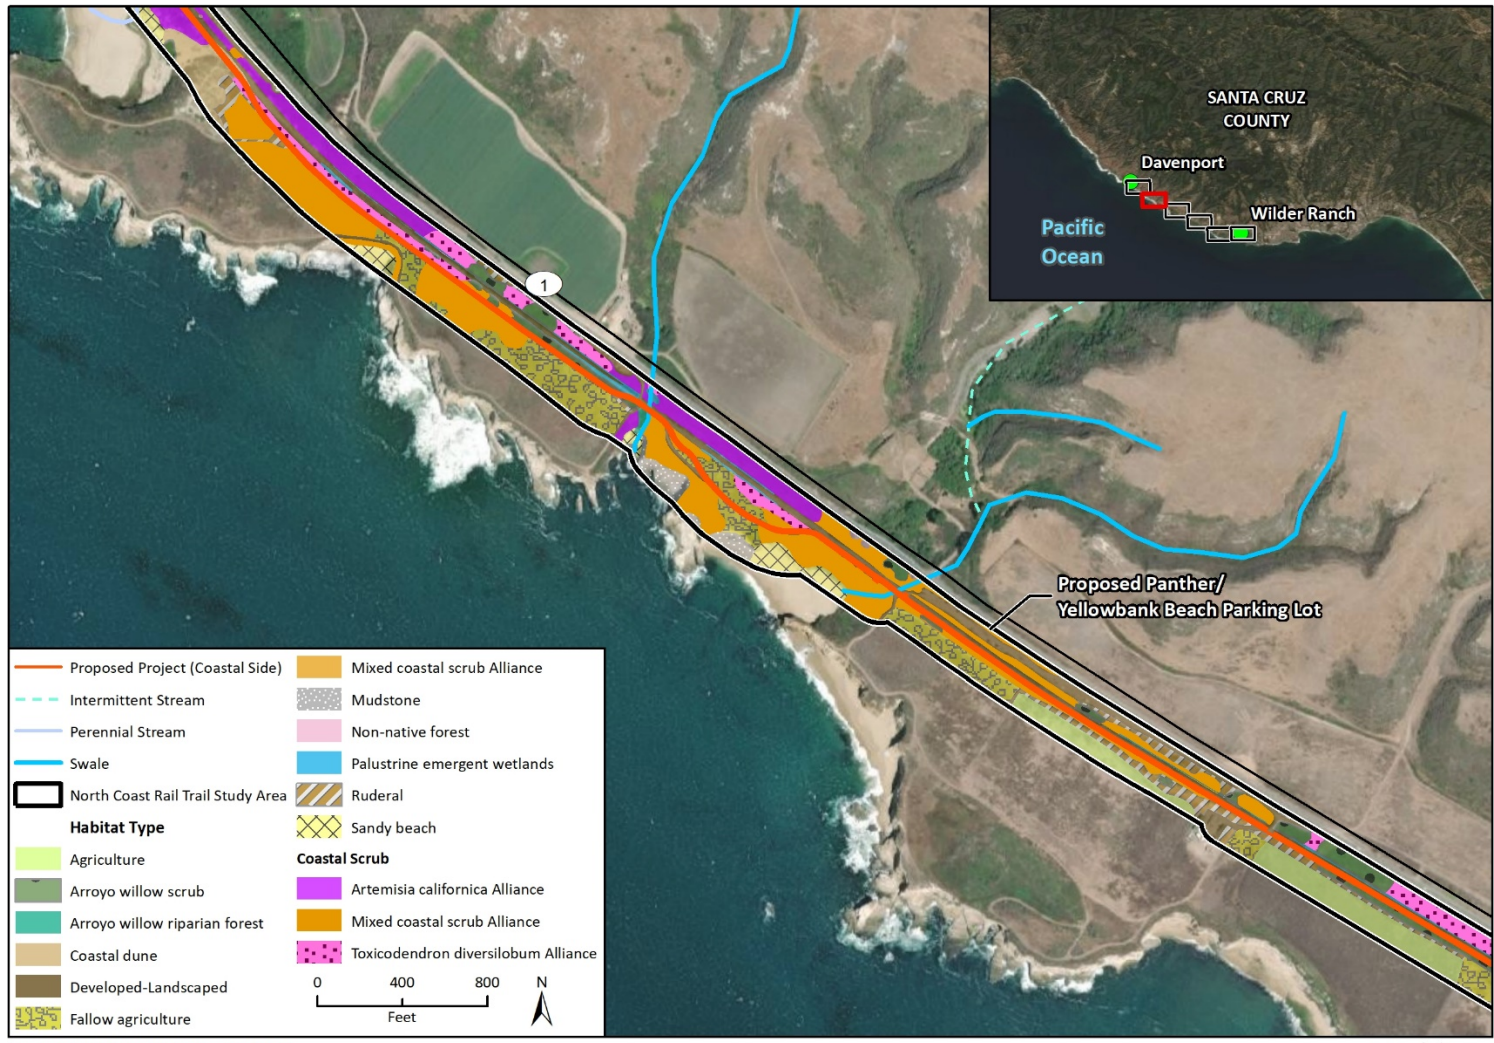 SANTA CRUZ
COUNTY
Davenport
Wilder Ranch
Pacific
Ocean
1
Proposed Panther/
Yellowbank Beach Parking Lot
Proposed Project (Coastal Side)
Intermittent Stream
Perennial Stream
Swale
North Coast Rail Trail Study Area
Habitat Type
Agriculture
Arroyo willow scrub
Arroyo willow riparian forest
Coastal dune
Developed-Landscaped
Fallow agriculture
Mixed coastal scrub Alliance
Mudstone
Non-native forest
Palustrine emergent wetlands
Ruderal
Sandy beach
Coastal Scrub
Artemisia californica Alliance
Mixed coastal scrub Alliance
Toxicodendron diversilobum Alliance
0 400 800
Feet
N